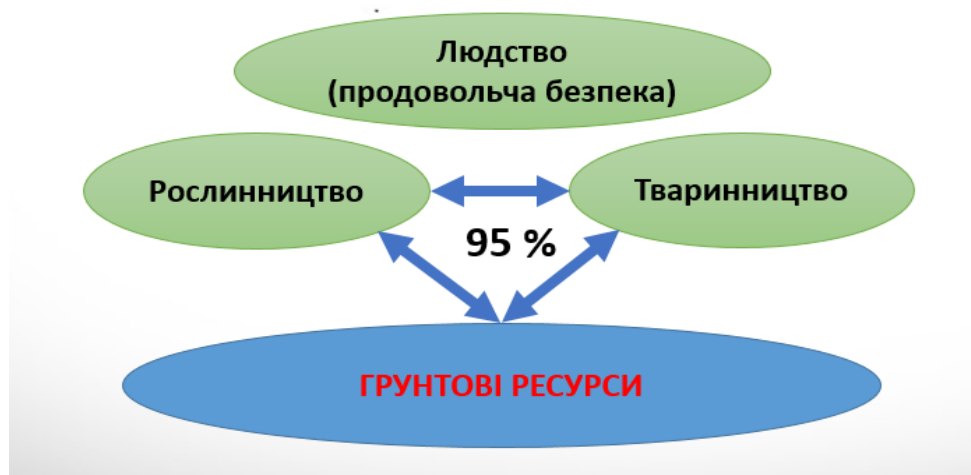 Людство
(продовольча безпека)
Рослинництво
Тваринництво
95 %
ГРУНТОВІ РЕСУРСИ